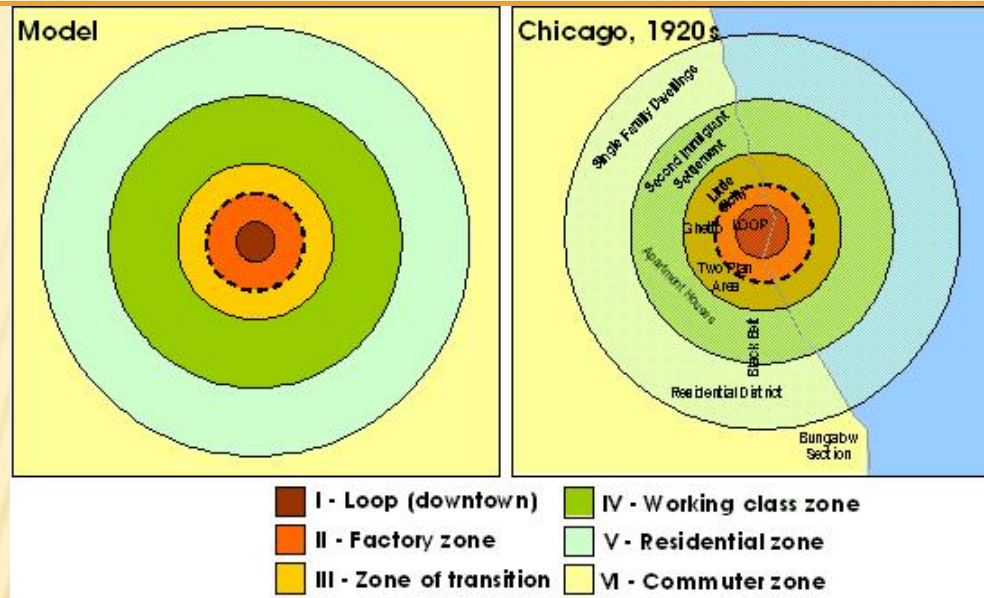 Model
Chicago, 1920s
Single Family Dwellings
Second Immigrant
Settlement
Little
Sicily
Ghetto
LOOP
Two Plan
Area
Apartment Houses
Black Belt
Residential District
Bungalow
Section
I - Loop (downtown)
II - Factory zone
III - Zone of transition
IV - Working class zone
V - Residential zone
VI - Commuter zone